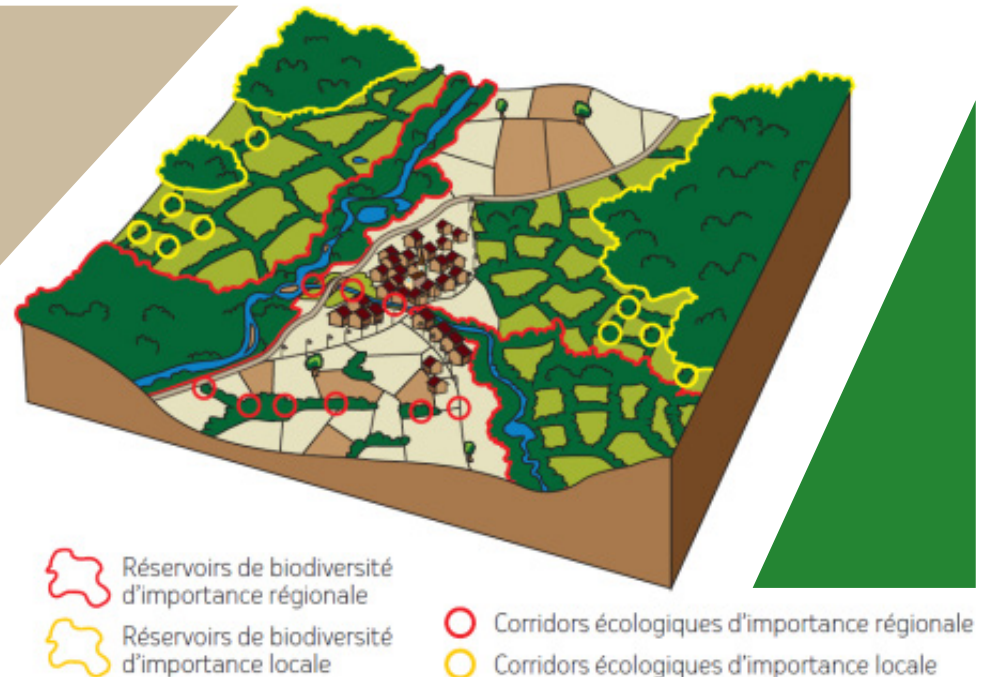 Réservoirs de biodiversité
d'importance régionale
Réservoirs de biodiversité
d'importance locale
Corridors écologiques d'importance régionale
Corridors écologiques d'importance locale